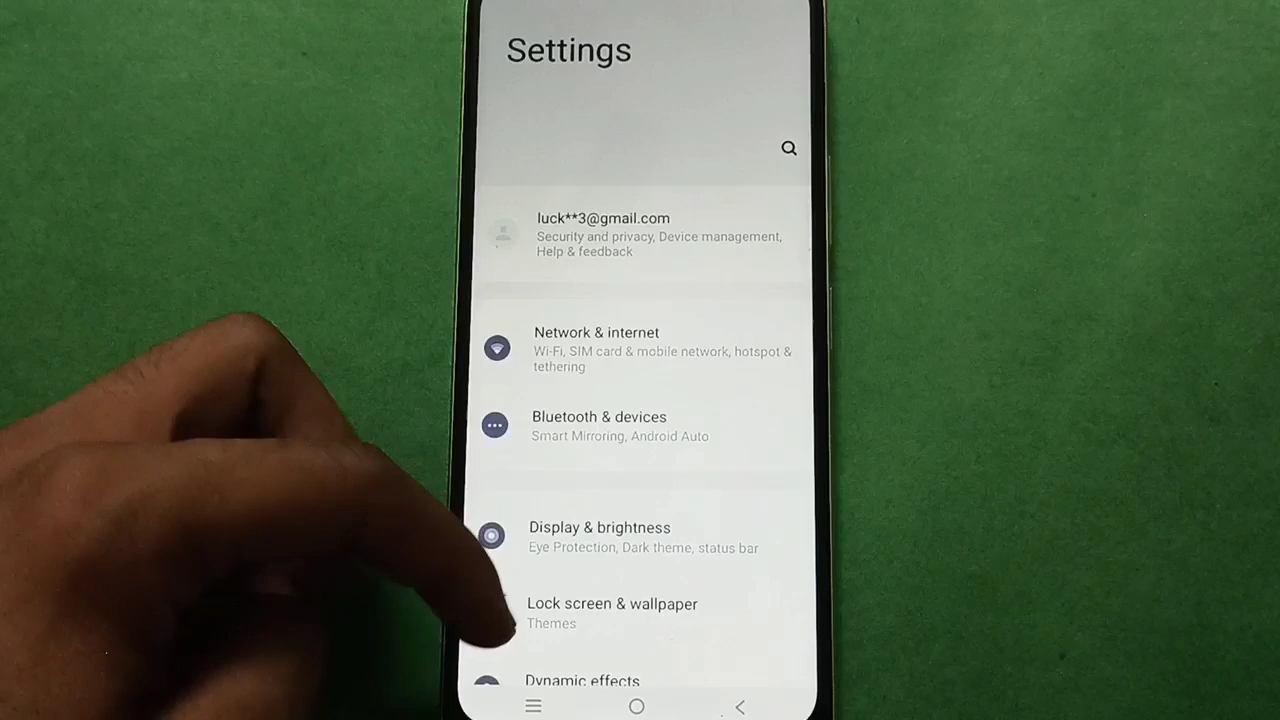 Settings
luck**3@gmail.com
Security and privacy, Device management,
Help & feedback
Network & internet
Wi-Fi, SIM card & mobile network, hotspot &
tethering
Bluetooth & devices
Smart Mirroring, Android Auto
Display & brightness
Eye Protection, Dark theme, status bar
Lock screen & wallpaper
Themes
Dynamic effects